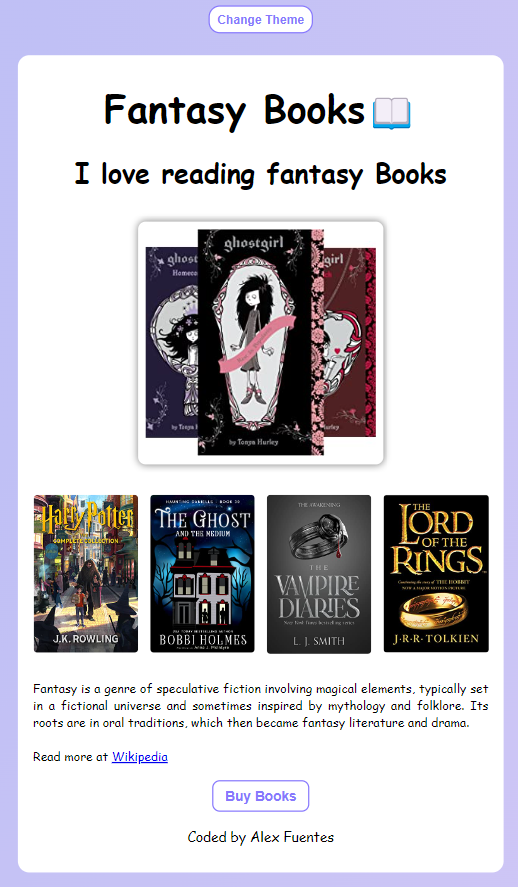 Change Theme
Fantasy Books
I love reading fantasy Books
ghostgirl
ghostgirl
by Tonya Hurley
Harry Potter
COMPLETE COLLECTION
J.K. ROWLING
HAUNTING DANIELLE - BOOK
THE GHOST
AND THE MEDIUM
BOBBI HOLMES
THE AWAKENING
THE
VAMPIRE
DIARIES
L. J. SMITH
THE
LORD
OF THE
RINGS
J·R·R·TOLKIEN
Fantasy is a genre of speculative fiction involving magical elements, typically set
in a fictional universe and sometimes inspired by mythology and folklore. Its
roots are in oral traditions, which then became fantasy literature and drama.
Read more at Wikipedia
Buy Books
Coded by Alex Fuentes